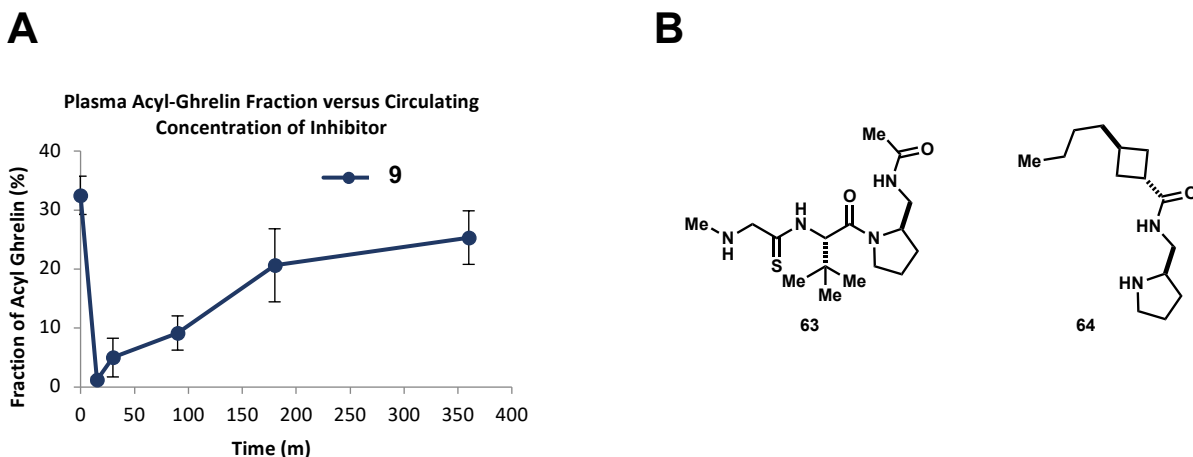 A
Plasma Acyl-Ghrelin Fraction versus Circulating
Concentration of Inhibitor
Fraction of Acyl Ghrelin (%)
40
30
20
10
0
9
0 50 100 150 200 250 300 350 400
Time (m)
B
Me
O
HN
O
H
N
Me
N
N
H
S
Me
Me
Me
63
Me
O
HN
HN
64